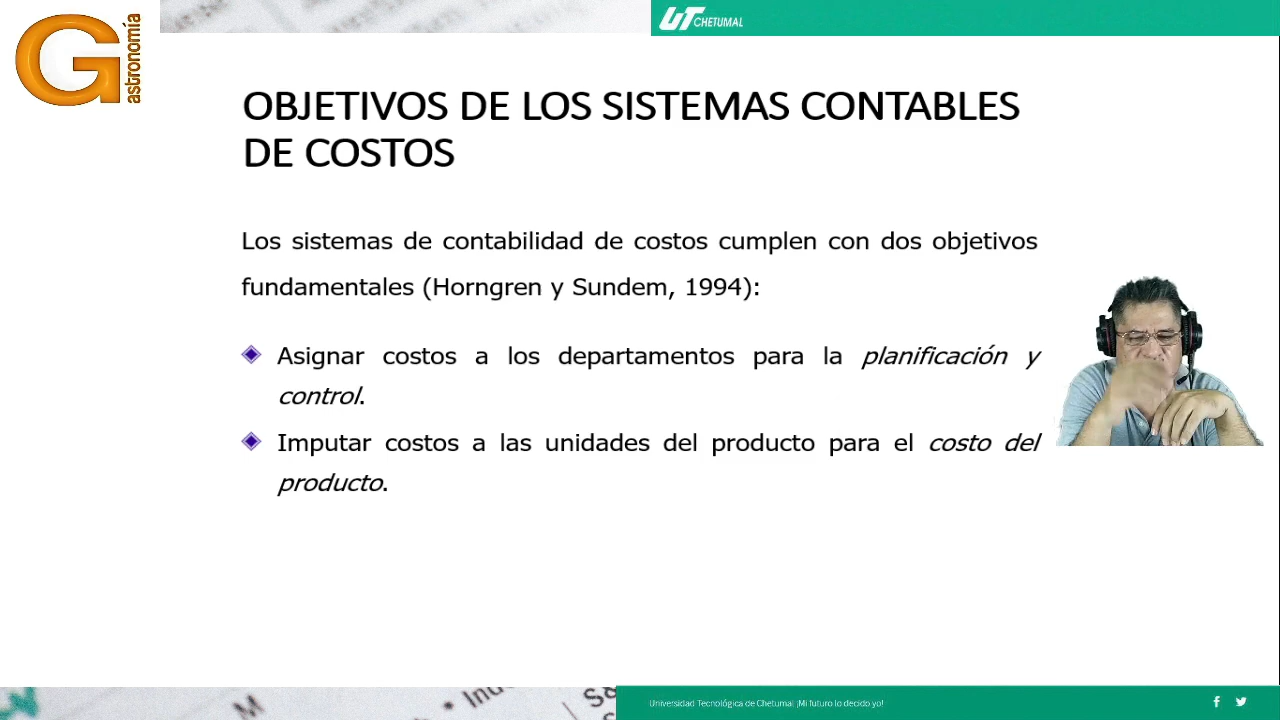 Gastronomía
UT CHETUMAL
OBJETIVOS DE LOS SISTEMAS CONTABLES
DE COSTOS
Los sistemas de contabilidad de costos cumplen con dos objetivos
fundamentales (Horngren y Sundem, 1994):
Asignar costos a los departamentos para la planificación y
control.
Imputar costos a las unidades del producto para el costo del
producto.
Universidad Tecnológica de Chetumal ¡Mi futuro lo decido yo!